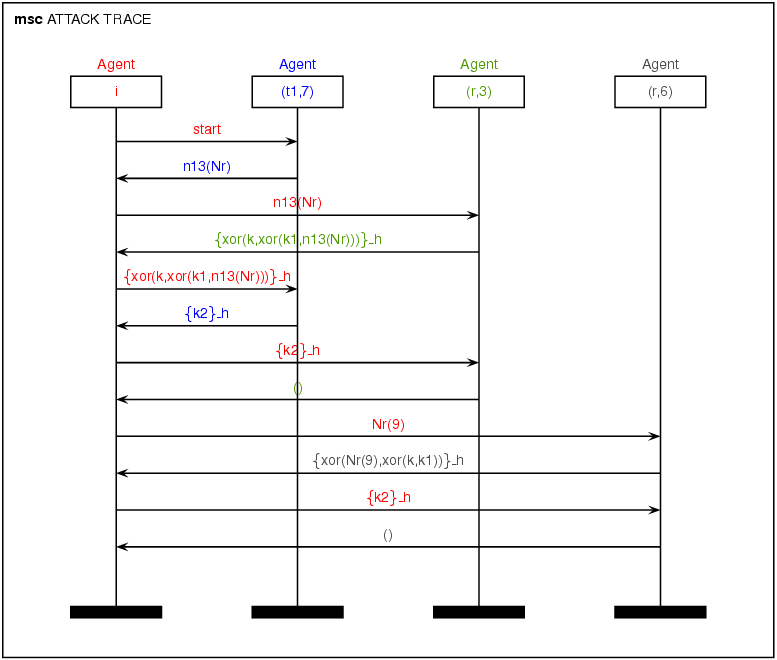 msc ATTACK TRACE
Agent Agent Agent Agent
i (t1,7) (r,3) (r,6)
start
n13(Nr)
n13(Nr)
{xor(k,xor(k1,n13(Nr)))}_h
{xor(k,xor(k1,n13(Nr)))}_h
{k2}_h
{k2}_h
()
Nr(9)
{xor(Nr(9),xor(k,k1))}_h
{k2}_h
()